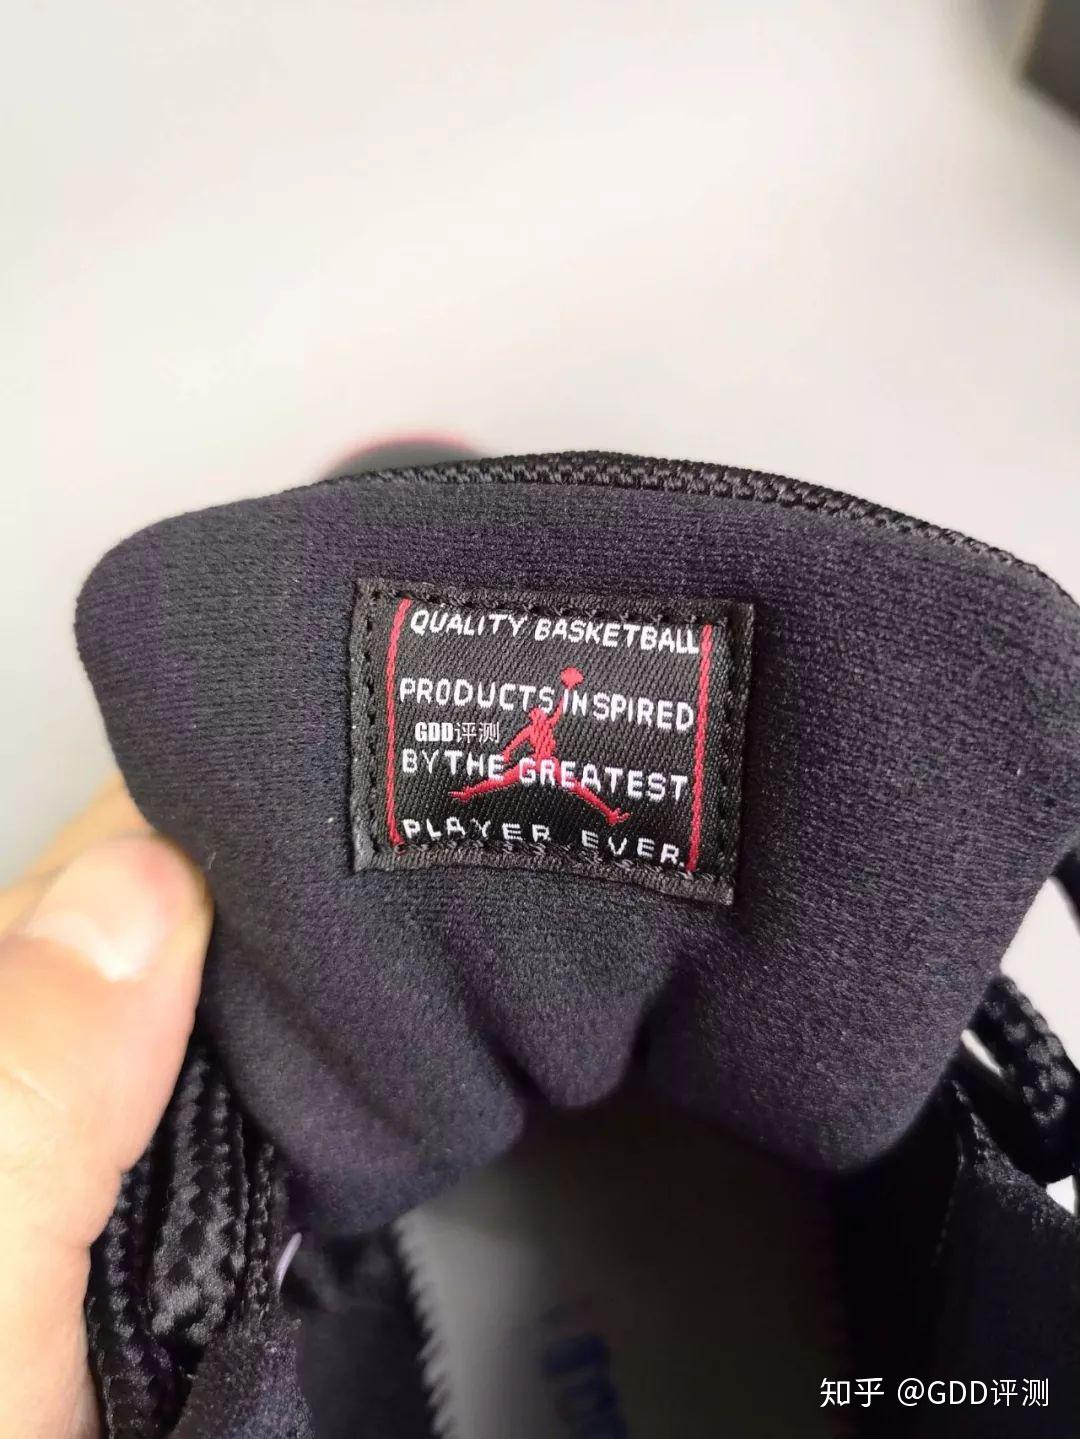 QUALITY BASKETBALL
PRODUCTS INSPIRED
GDD评测
BY THE GREATEST
PLAYER EVER.
知乎 @GDD评测